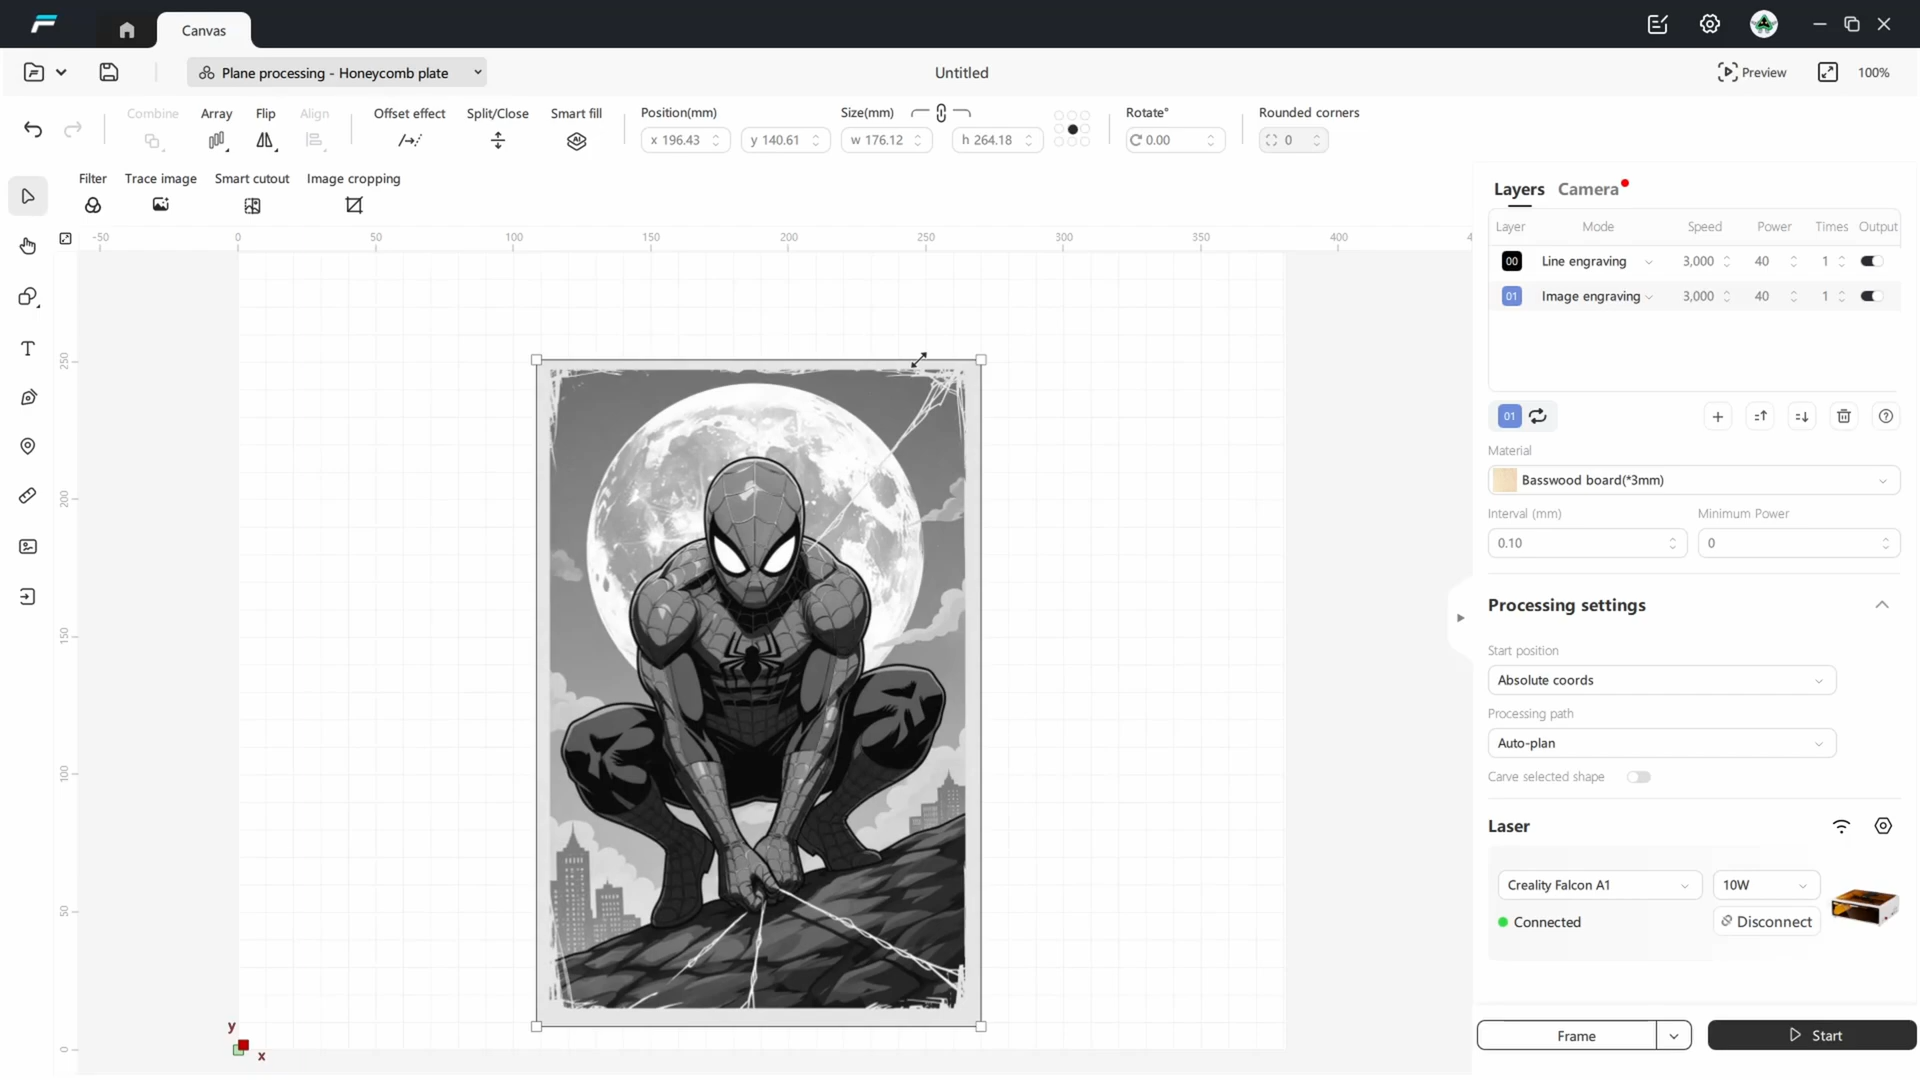 Canvas
Plane processing - Honeycomb plate
Untitled
Preview
100%
Combine
Array
Flip
Align
Offset effect
Split/Close
Smart fill
Position(mm)
Size(mm)
Rotate°
Rounded corners
x 196.43
y 140.61
w 176.12
h 264.18
0.00
0
Filter
Trace image
Smart cutout
Image cropping
-50
0
50
100
150
200
250
300
350
400
4
250
200
150
100
50
0
y
x
Layers
Camera
Layer Mode Speed Power Times Output
00 Line engraving 3,000 40 1
01 Image engraving 3,000 40 1
01
Material
Basswood board(*3mm)
Interval (mm)
Minimum Power
0.10
0
Processing settings
Start position
Absolute coords
Processing path
Auto-plan
Carve selected shape
Laser
Creality Falcon A1
10W
Connected
Disconnect
Frame
Start